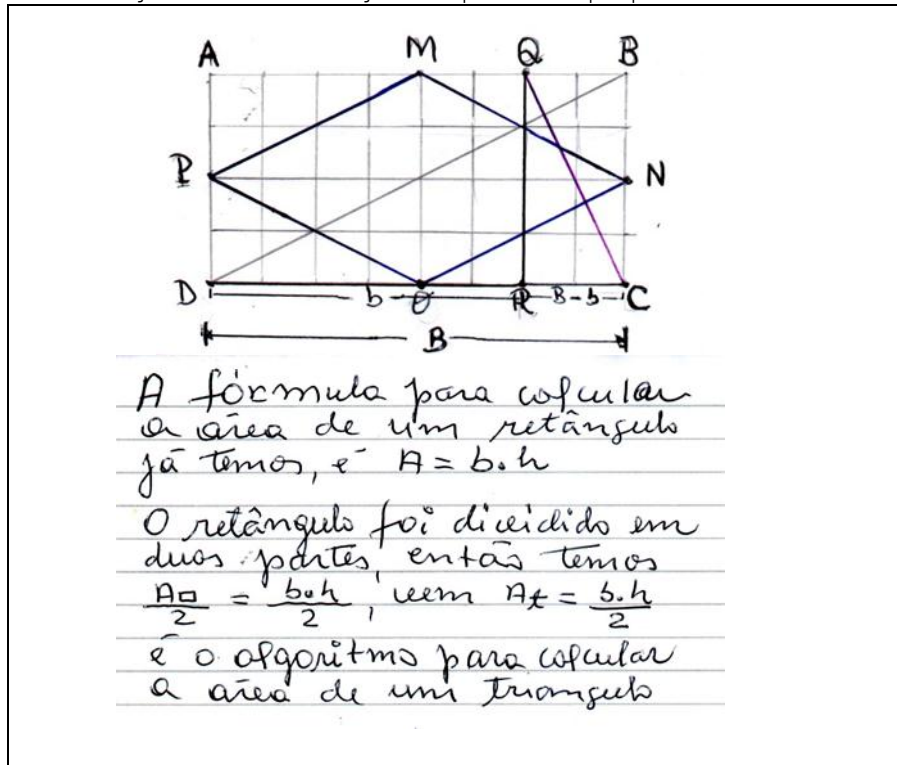 A M Q B
P N
D b O R B-b C
B
A fórmula para calcular
a área de um retângulo
já temos, é A = b.h
O retângulo foi dividido em
duas partes, então temos
A□/2 = b.h/2, vem At = b.h/2
é o algoritmo para calcular
a área de um triangulo